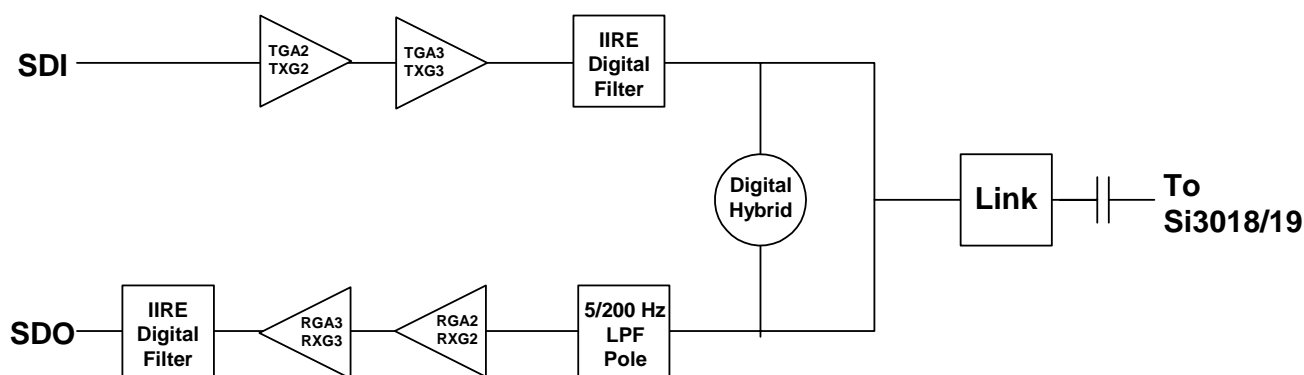 SDI
TGA2
TXG2
TGA3
TXG3
IIRE
Digital
Filter
Digital
Hybrid
Link
To
Si3018/19
SDO
IIRE
Digital
Filter
RGA3
RXG3
RGA2
RXG2
5/200 Hz
LPF
Pole